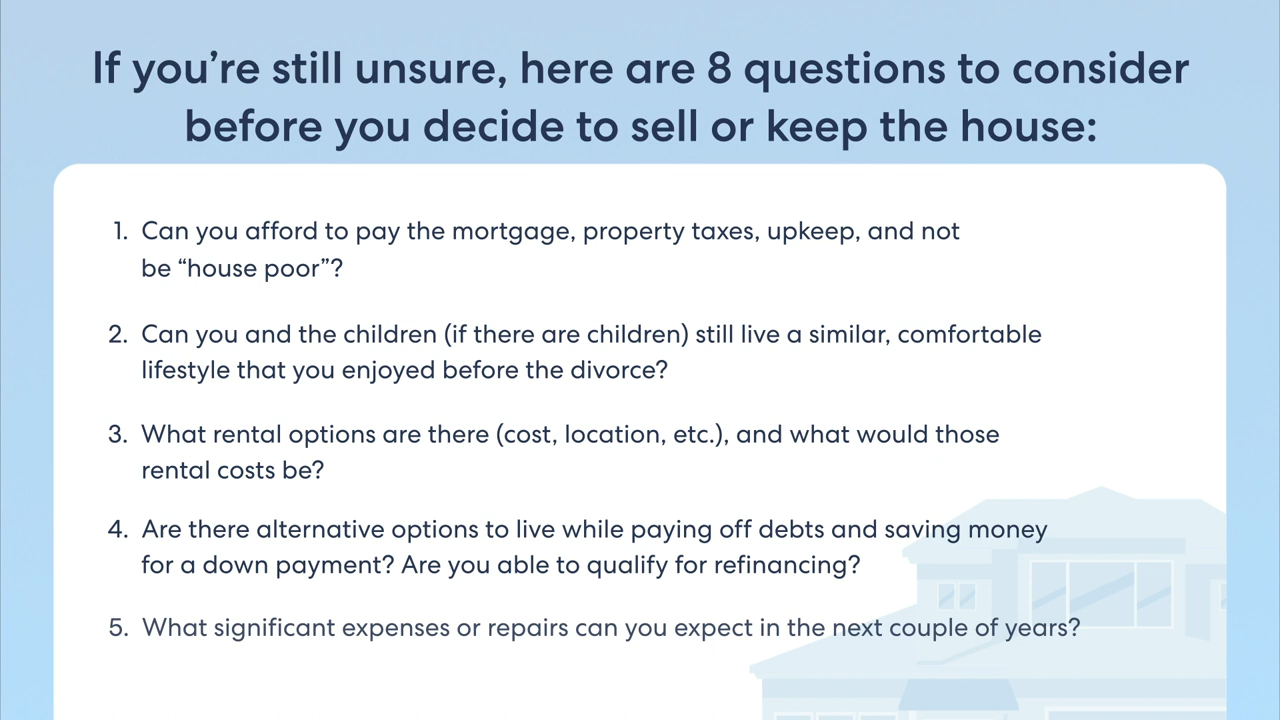 If you’re still unsure, here are 8 questions to consider
before you decide to sell or keep the house:
1. Can you afford to pay the mortgage, property taxes, upkeep, and not
be “house poor”?
2. Can you and the children (if there are children) still live a similar, comfortable
lifestyle that you enjoyed before the divorce?
3. What rental options are there (cost, location, etc.), and what would those
rental costs be?
4. Are there alternative options to live while paying off debts and saving money
for a down payment? Are you able to qualify for refinancing?
5. What significant expenses or repairs can you expect in the next couple of years?